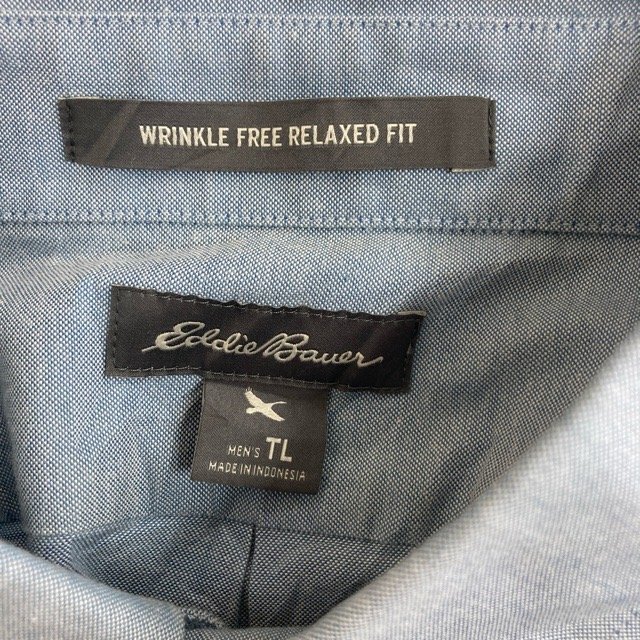 WRINKLE FREE RELAXED FIT
Eddie Bauer
MEN'S TL
MADE IN INDONESIA